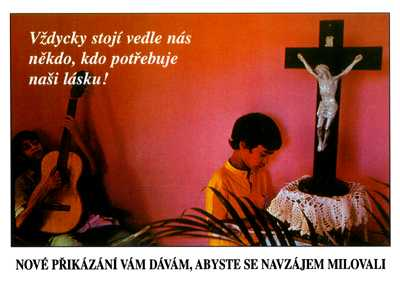 Vždycky stojí vedle nás
někdo, kdo potřebuje
naši lásku!
NOVÉ PŘIKÁZÁNÍ VÁM DÁVÁM, ABYSTE SE NAVZÁJEM MILOVALI